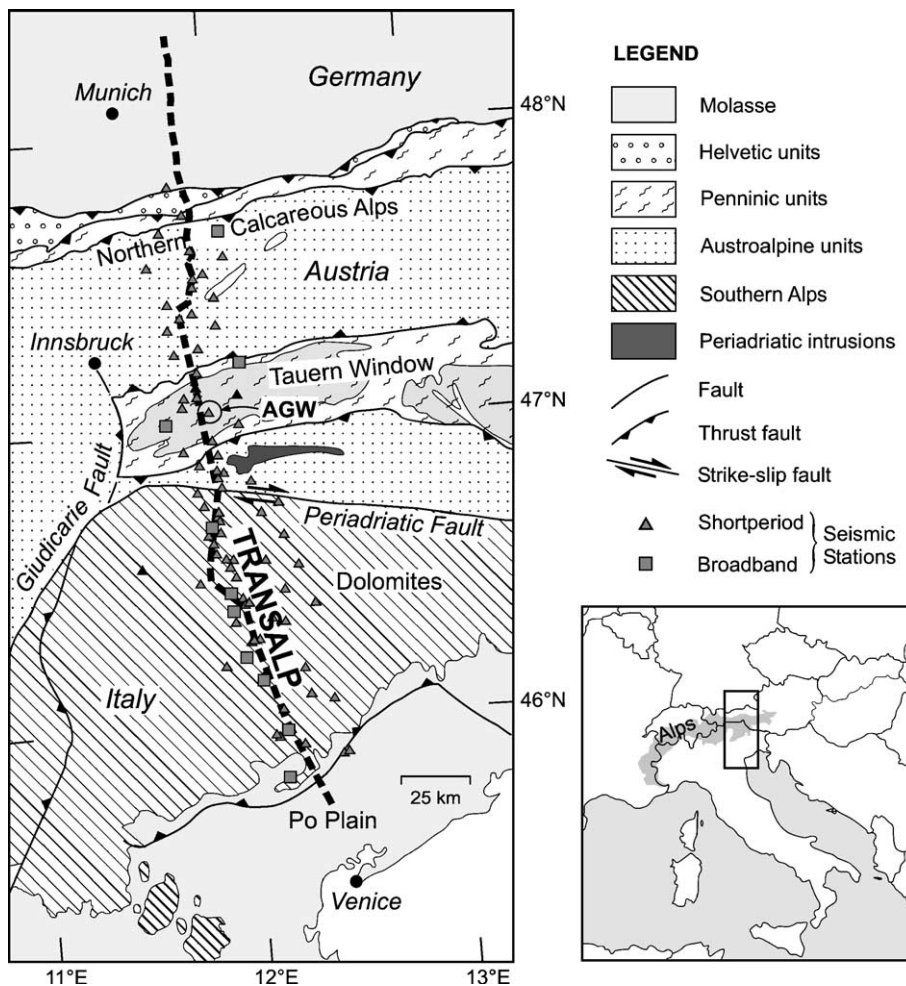 Germany
Munich
48°N
Northern
Calcareous Alps
Austria
Innsbruck
Tauern Window
AGW
47°N
Giudicarie Fault
Periadriatic Fault
TRANSALP
Dolomites
Italy
46°N
25 km
Po Plain
Venice
11°E
12°E
13°E
LEGEND
Molasse
Helvetic units
Penninic units
Austroalpine units
Southern Alps
Periadriatic intrusions
Fault
Thrust fault
Strike-slip fault
Shortperiod
Broadband
Seismic
Stations
Alps